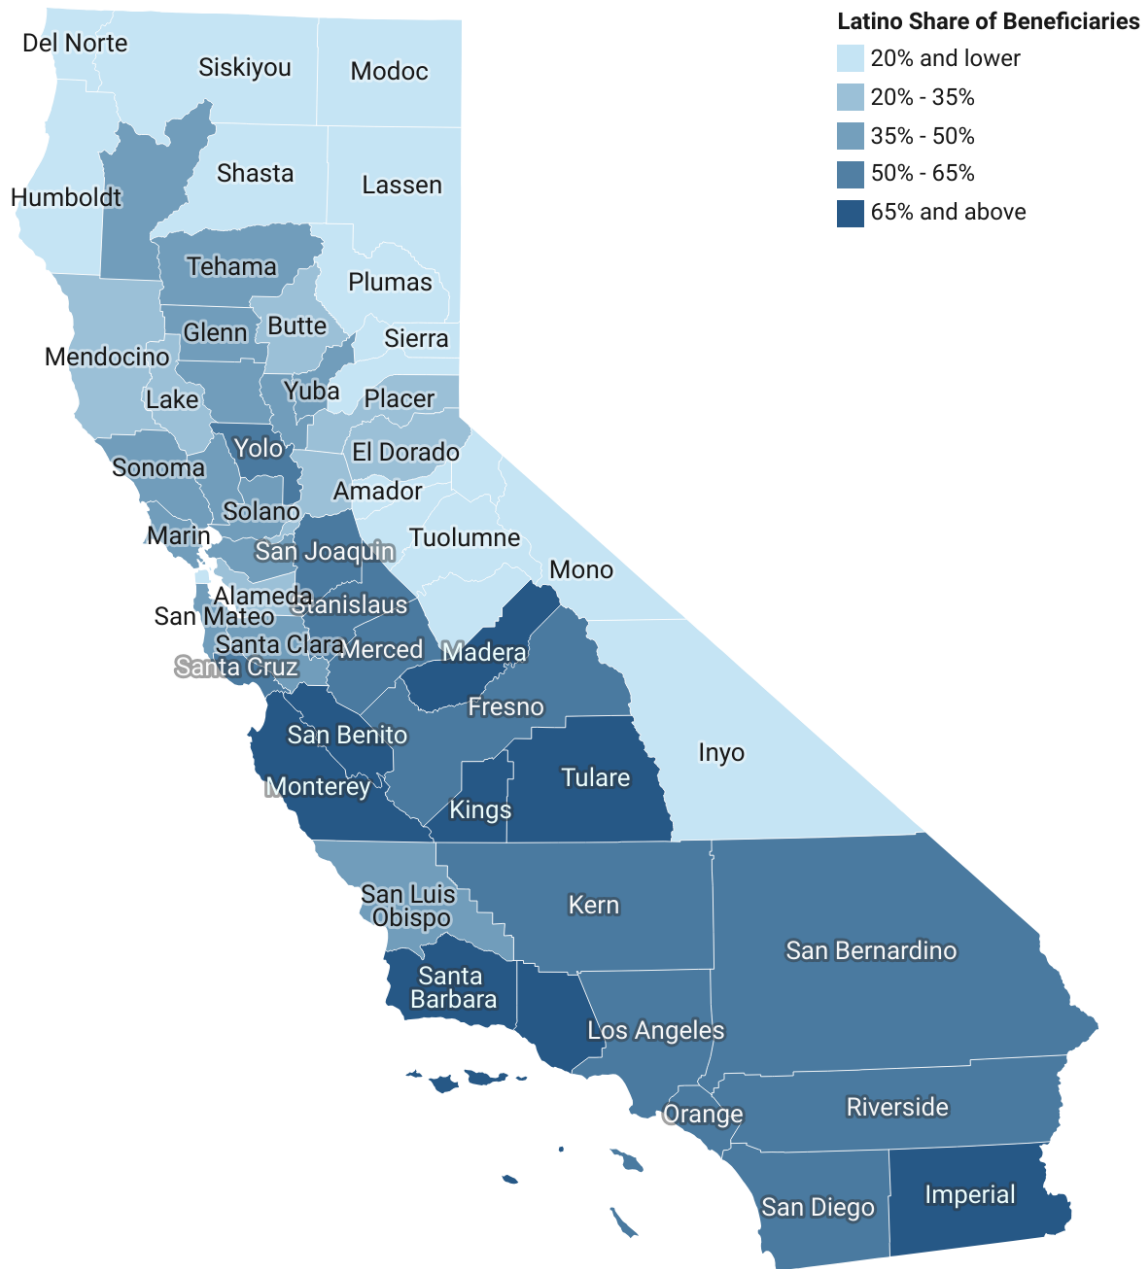 Latino Share of Beneficiaries
20% and lower
20% - 35%
35% - 50%
50% - 65%
65% and above
Del Norte
Siskiyou
Modoc
Shasta
Lassen
Humboldt
Tehama
Plumas
Glenn
Butte
Sierra
Mendocino
Lake
Yuba
Placer
Yolo
El Dorado
Sonoma
Amador
Solano
Marin
Tuolumne
San Joaquin
Mono
Alameda
Stanislaus
San Mateo
Santa Clara
Merced
Madera
Santa Cruz
Fresno
San Benito
Inyo
Monterey
Tulare
Kings
San Luis
Obispo
Kern
San Bernardino
Santa
Barbara
Los Angeles
Orange
Riverside
San Diego
Imperial